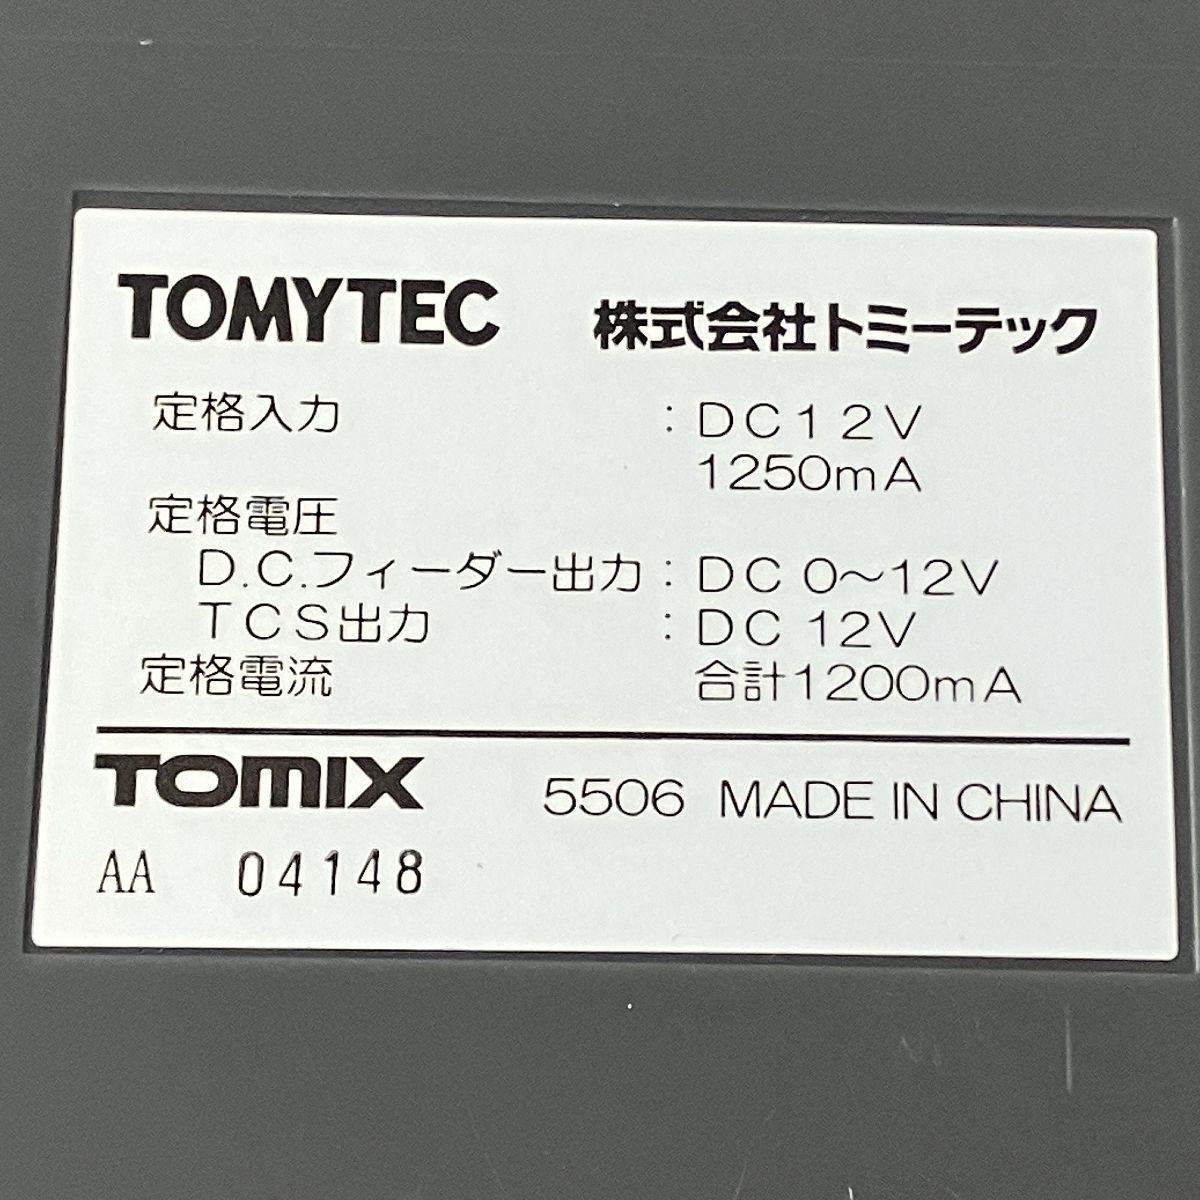 TOMYTEC 株式会社トミーテック
定格入力 : DC12V
1250mA
定格電圧
D.C.フィーダー出力 : DC 0～12V
TCS出力 : DC 12V
定格電流 合計1200mA
TOMIX 5506 MADE IN CHINA
AA 04148